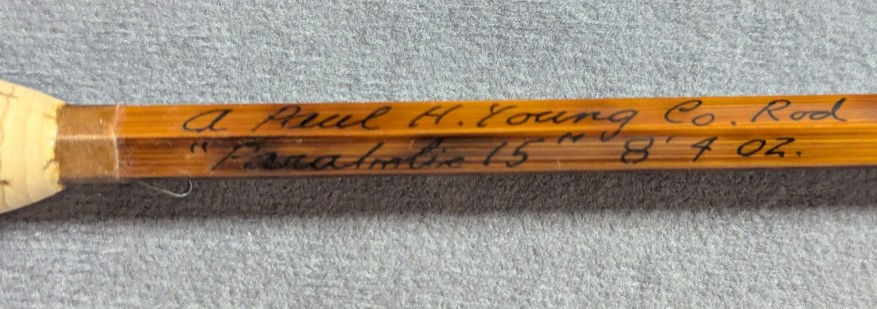 a Paul H. Young Co. Rod
"Parabolic 15" 8' 4 oz.